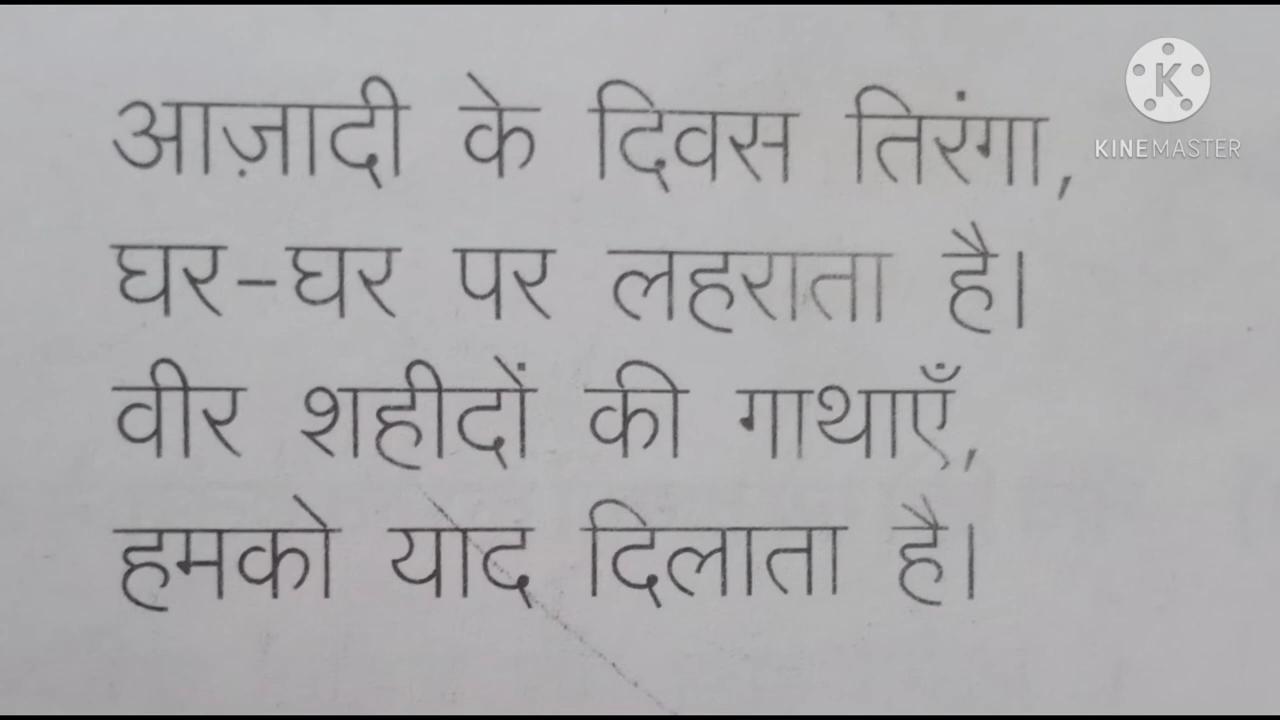 आज़ादी के दिवस तिरंगा,
घर-घर पर लहराता है।
वीर शहीदों की गाथाएँ,
हमको याद दिलाता है।
KINEMASTER